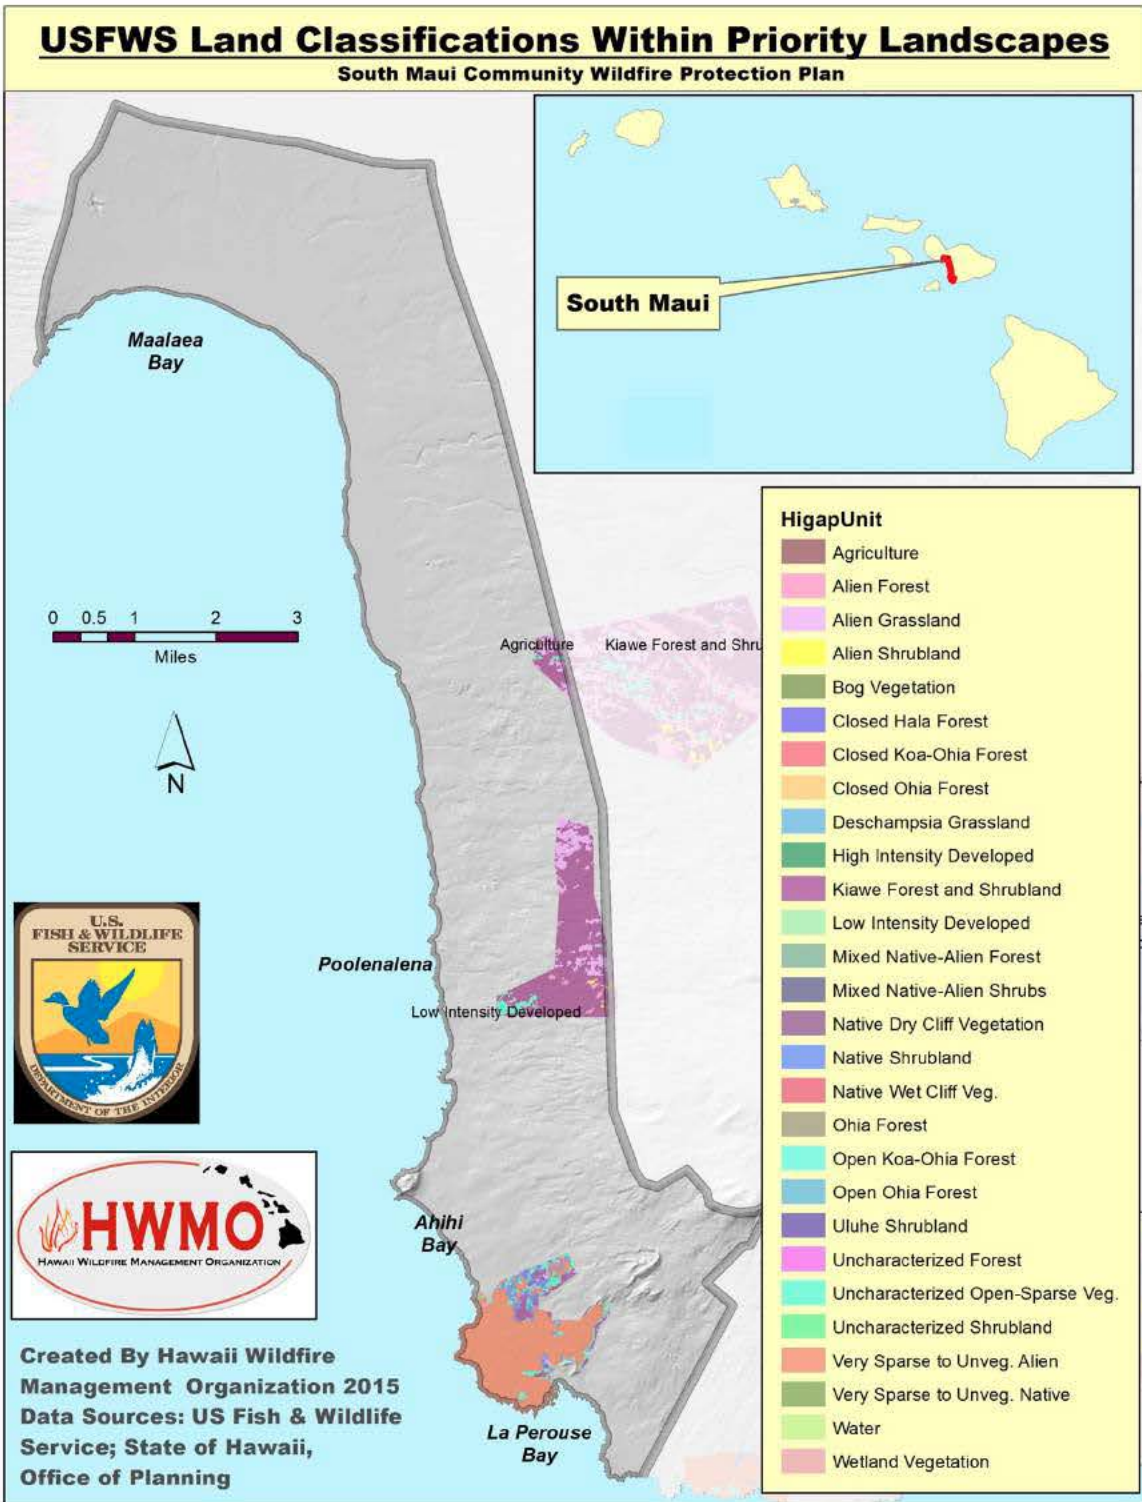 USFWS Land Classifications Within Priority Landscapes
South Maui Community Wildfire Protection Plan
South Maui
Maalaea
Bay
0 0.5 1 2 3
Miles
N
Agriculture
Kiawe Forest and Shru
Poolenalena
Low Intensity Developed
Ahihi
Bay
La Perouse
Bay
U.S.
FISH & WILDLIFE
SERVICE
DEPARTMENT OF THE INTERIOR
HWMO
HAWAII WILDFIRE MANAGEMENT ORGANIZATION
Created By Hawaii Wildfire
Management Organization 2015
Data Sources: US Fish & Wildlife
Service; State of Hawaii,
Office of Planning
HigapUnit
Agriculture
Alien Forest
Alien Grassland
Alien Shrubland
Bog Vegetation
Closed Hala Forest
Closed Koa-Ohia Forest
Closed Ohia Forest
Deschampsia Grassland
High Intensity Developed
Kiawe Forest and Shrubland
Low Intensity Developed
Mixed Native-Alien Forest
Mixed Native-Alien Shrubs
Native Dry Cliff Vegetation
Native Shrubland
Native Wet Cliff Veg.
Ohia Forest
Open Koa-Ohia Forest
Open Ohia Forest
Uluhe Shrubland
Uncharacterized Forest
Uncharacterized Open-Sparse Veg.
Uncharacterized Shrubland
Very Sparse to Unveg. Alien
Very Sparse to Unveg. Native
Water
Wetland Vegetation